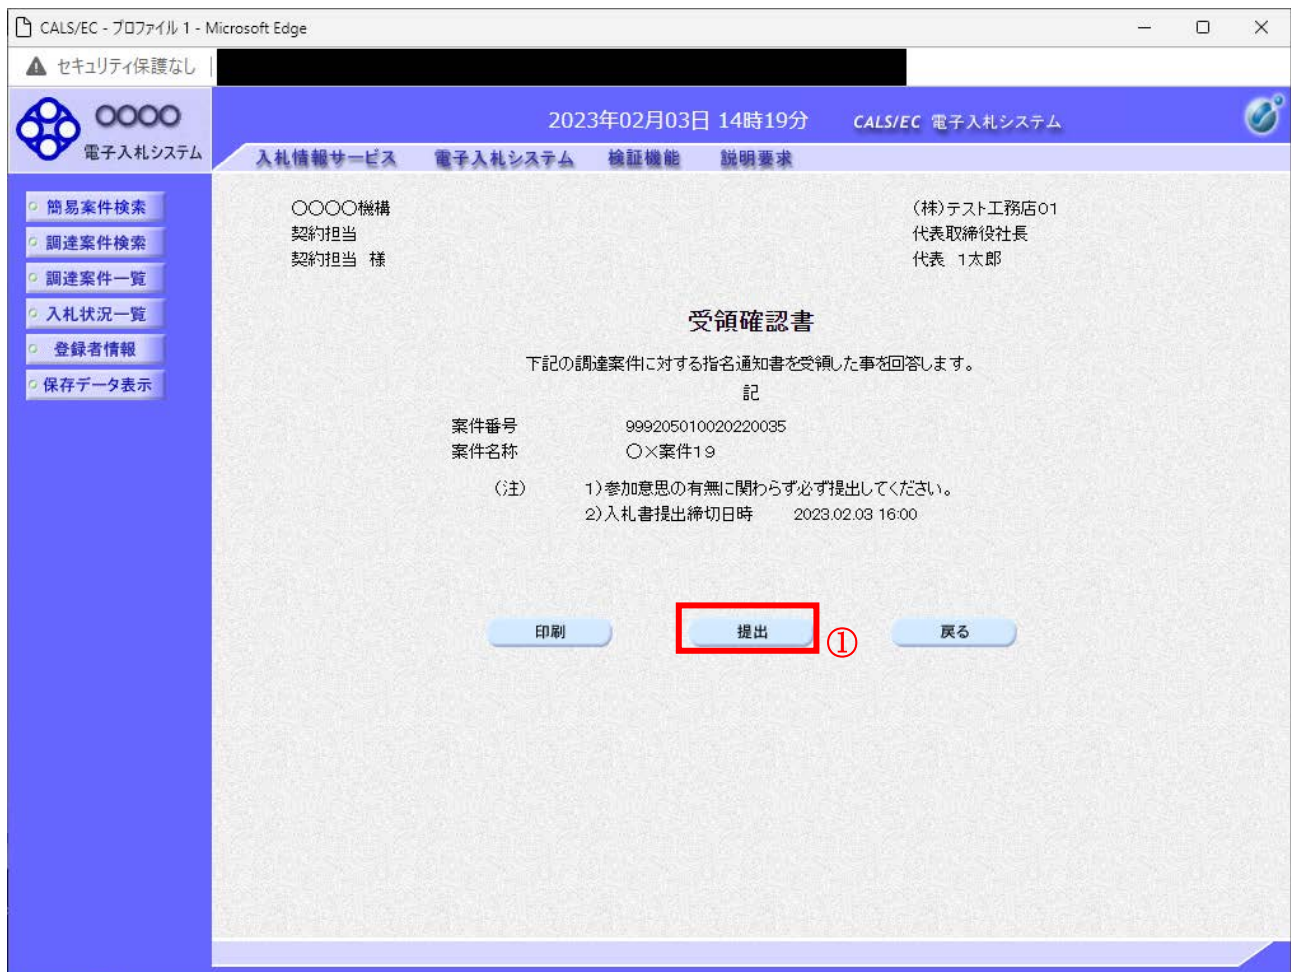 CALS/EC - プロファイル 1 - Microsoft Edge
セキュリティ保護なし
〇〇〇〇
電子入札システム
2023年02月03日 14時19分
CALS/EC 電子入札システム
入札情報サービス 電子入札システム 検証機能 説明要求
簡易案件検索
調達案件検索
調達案件一覧
入札状況一覧
登録者情報
保存データ表示
〇〇〇〇機構
契約担当
契約担当 様
(株)テスト工務店01
代表取締役社長
代表 1太郎
受領確認書
下記の調達案件に対する指名通知書を受領した事を回答します。
記
案件番号 999205010020220035
案件名称 〇×案件19
(注) 1)参加意思の有無に関わらず必ず提出してください。
2)入札書提出締切日時 2023.02.03 16:00
印刷 提出 ① 戻る